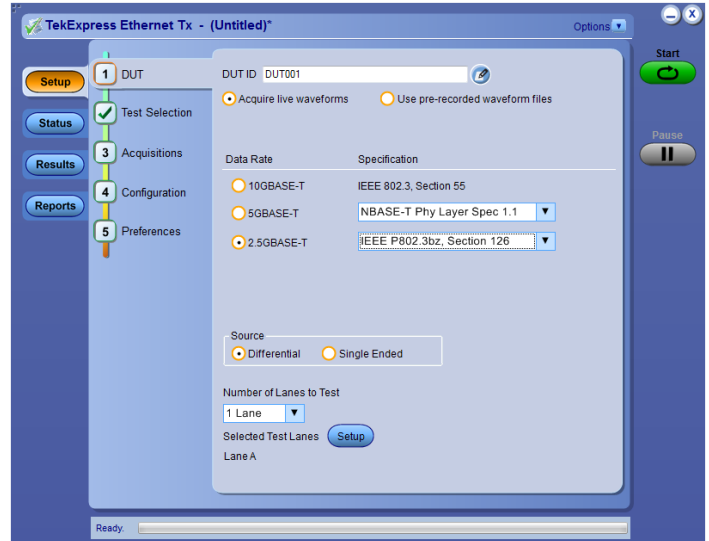 TekExpress Ethernet Tx - (Untitled)*
Options
Start
Setup
Status
Results
Reports
1 DUT
Test Selection
3 Acquisitions
4 Configuration
5 Preferences
DUT ID DUT001
Acquire live waveforms Use pre-recorded waveform files
Data Rate Specification
10GBASE-T IEEE 802.3, Section 55
5GBASE-T NBASE-T Phy Layer Spec 1.1
2.5GBASE-T IEEE P802.3bz, Section 126
Source
Differential Single Ended
Number of Lanes to Test
1 Lane
Selected Test Lanes Setup
Lane A
Pause
Ready.